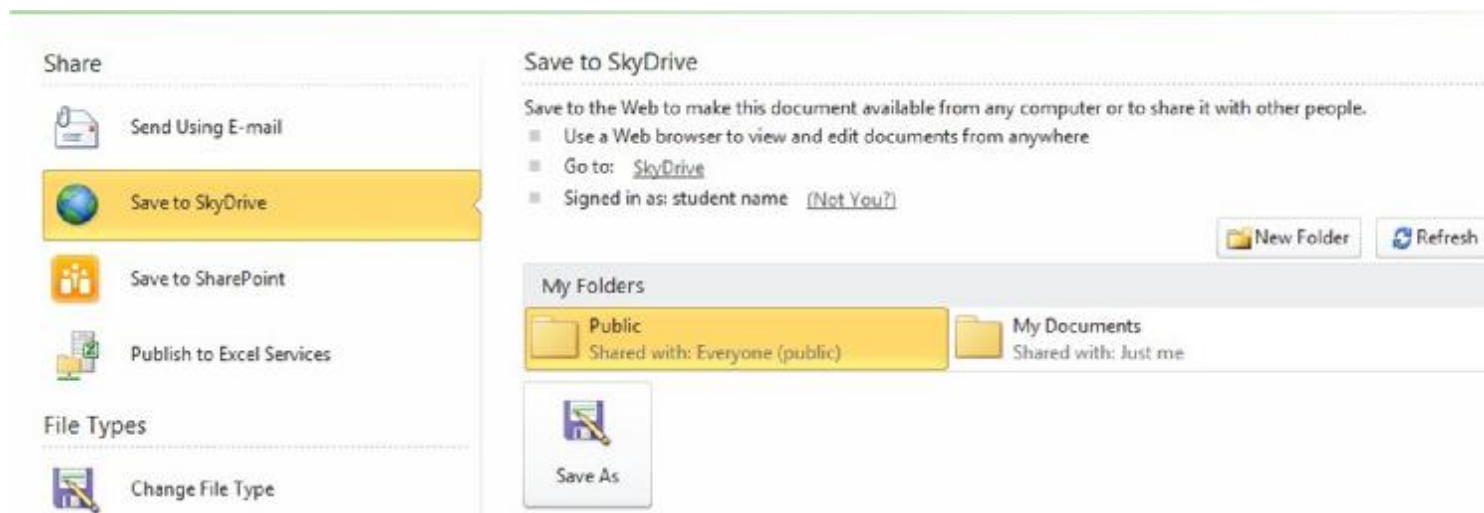 Share
Send Using E-mail
Save to SkyDrive
Save to SharePoint
Publish to Excel Services
File Types
Change File Type
Save to SkyDrive
Save to the Web to make this document available from any computer or to share it with other people.
Use a Web browser to view and edit documents from anywhere
Go to: SkyDrive
Signed in as: student name (Not You?)
New Folder Refresh
My Folders
Public
Shared with: Everyone (public)
My Documents
Shared with: Just me
Save As